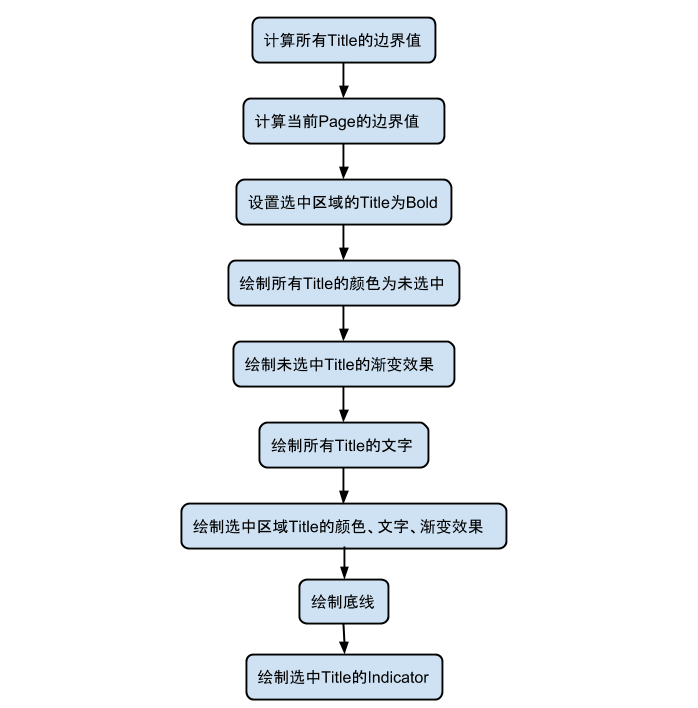 计算所有Title的边界值
计算当前Page的边界值
设置选中区域的Title为Bold
绘制所有Title的颜色为未选中
绘制未选中Title的渐变效果
绘制所有Title的文字
绘制选中区域Title的颜色、文字、渐变效果
绘制底线
绘制选中Title的Indicator